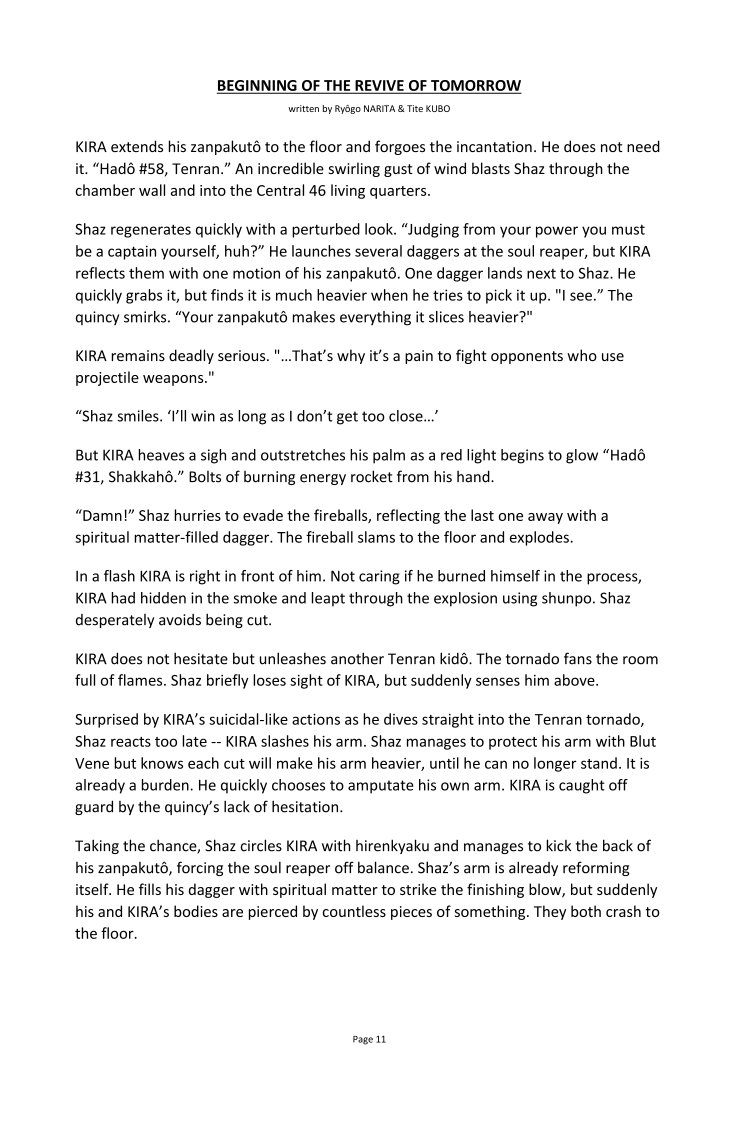 BEGINNING OF THE REVIVE OF TOMORROW
written by Ryôgo NARITA & Tite KUBO
KIRA extends his zanpakutô to the floor and forgoes the incantation. He does not need
it. “Hadô #58, Tenran.” An incredible swirling gust of wind blasts Shaz through the
chamber wall and into the Central 46 living quarters.
Shaz regenerates quickly with a perturbed look. “Judging from your power you must
be a captain yourself, huh?” He launches several daggers at the soul reaper, but KIRA
reflects them with one motion of his zanpakutô. One dagger lands next to Shaz. He
quickly grabs it, but finds it is much heavier when he tries to pick it up. "I see.” The
quincy smirks. “Your zanpakutô makes everything it slices heavier?"
KIRA remains deadly serious. "…That’s why it’s a pain to fight opponents who use
projectile weapons."
“Shaz smiles. ‘I’ll win as long as I don’t get too close…’
But KIRA heaves a sigh and outstretches his palm as a red light begins to glow “Hadô
#31, Shakkahô.” Bolts of burning energy rocket from his hand.
“Damn!” Shaz hurries to evade the fireballs, reflecting the last one away with a
spiritual matter-filled dagger. The fireball slams to the floor and explodes.
In a flash KIRA is right in front of him. Not caring if he burned himself in the process,
KIRA had hidden in the smoke and leapt through the explosion using shunpo. Shaz
desperately avoids being cut.
KIRA does not hesitate but unleashes another Tenran kidô. The tornado fans the room
full of flames. Shaz briefly loses sight of KIRA, but suddenly senses him above.
Surprised by KIRA’s suicidal-like actions as he dives straight into the Tenran tornado,
Shaz reacts too late -- KIRA slashes his arm. Shaz manages to protect his arm with Blut
Vene but knows each cut will make his arm heavier, until he can no longer stand. It is
already a burden. He quickly chooses to amputate his own arm. KIRA is caught off
guard by the quincy’s lack of hesitation.
Taking the chance, Shaz circles KIRA with hirenkyaku and manages to kick the back of
his zanpakutô, forcing the soul reaper off balance. Shaz’s arm is already reforming
itself. He fills his dagger with spiritual matter to strike the finishing blow, but suddenly
his and KIRA’s bodies are pierced by countless pieces of something. They both crash to
the floor.
Page 11